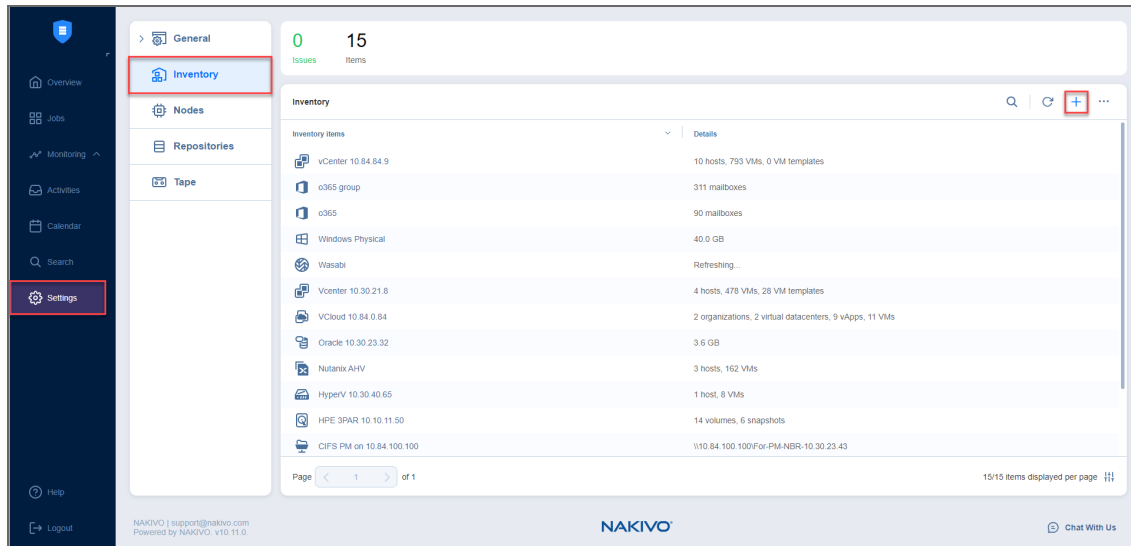 Overview
Jobs
Monitoring
Activities
Calendar
Search
Settings
Help
Logout
General
Inventory
Nodes
Repositories
Tape
0 15
Issues Items
Inventory
Inventory items Details
vCenter 10.84.84.9 10 hosts, 793 VMs, 0 VM templates
o365 group 311 mailboxes
o365 90 mailboxes
Windows Physical 40.0 GB
Wasabi Refreshing...
Vcenter 10.30.21.8 4 hosts, 478 VMs, 28 VM templates
VCloud 10.84.0.84 2 organizations, 2 virtual datacenters, 9 vApps, 11 VMs
Oracle 10.30.23.32 3.6 GB
Nutanix AHV 3 hosts, 162 VMs
HyperV 10.30.40.65 1 host, 8 VMs
HPE 3PAR 10.10.11.50 14 volumes, 6 snapshots
CIFS PM on 10.84.100.100 \\10.84.100.100\For-PM-NBR-10.30.23.43
Page 1 of 1 15/15 items displayed per page
NAKIVO | support@nakivo.com
Powered by NAKIVO. v10.11.0.
NAKIVO
Chat With Us